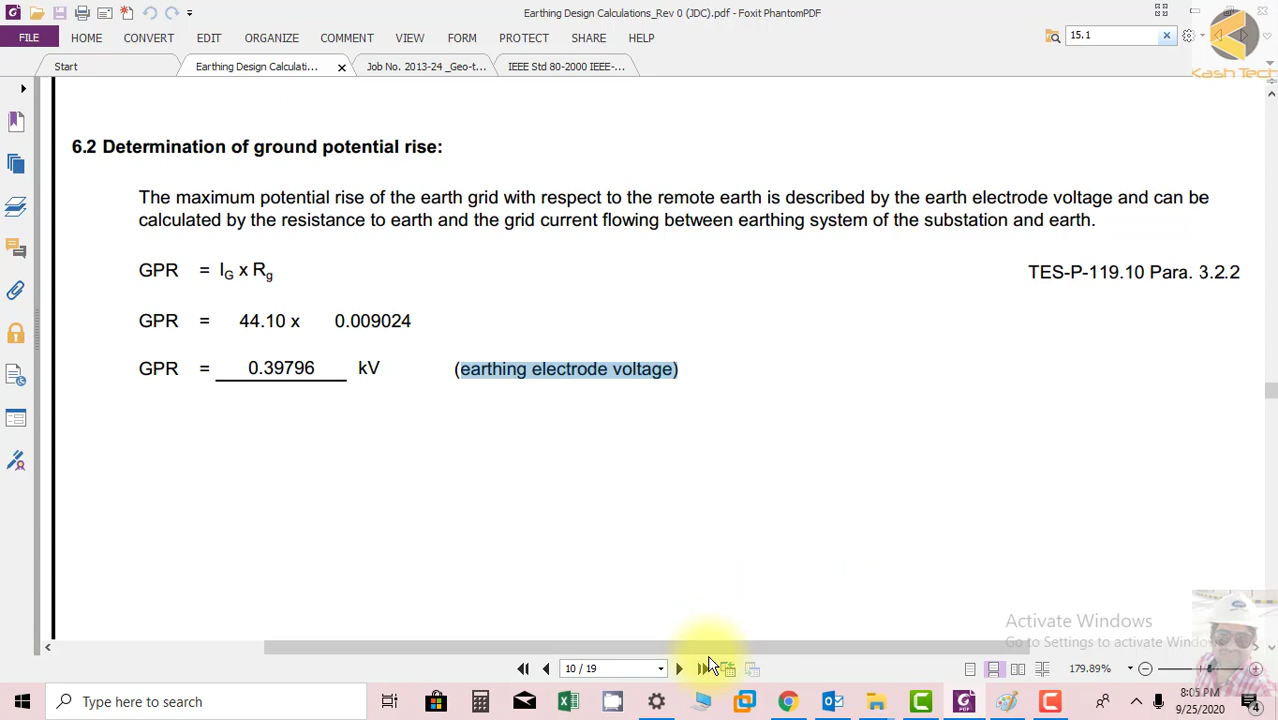 Earthing Design Calculations_Rev 0 (JDC).pdf - Foxit PhantomPDF
FILE HOME CONVERT EDIT ORGANIZE COMMENT VIEW FORM PROTECT SHARE HELP 15.1
Kash Tech
Start Earthing Design Calculati... Job No. 2013-24 _Geo-t... IEEE Std 80-2000 IEEE-...
6.2 Determination of ground potential rise:
The maximum potential rise of the earth grid with respect to the remote earth is described by the earth electrode voltage and can be
calculated by the resistance to earth and the grid current flowing between earthing system of the substation and earth.
GPR = IG x Rg TES-P-119.10 Para. 3.2.2
GPR = 44.10 x 0.009024
GPR = 0.39796 kV (earthing electrode voltage)
Activate Windows
Go to Settings to activate Windows
10 / 19 179.89%
Type here to search 8:05 PM
9/25/2020 4